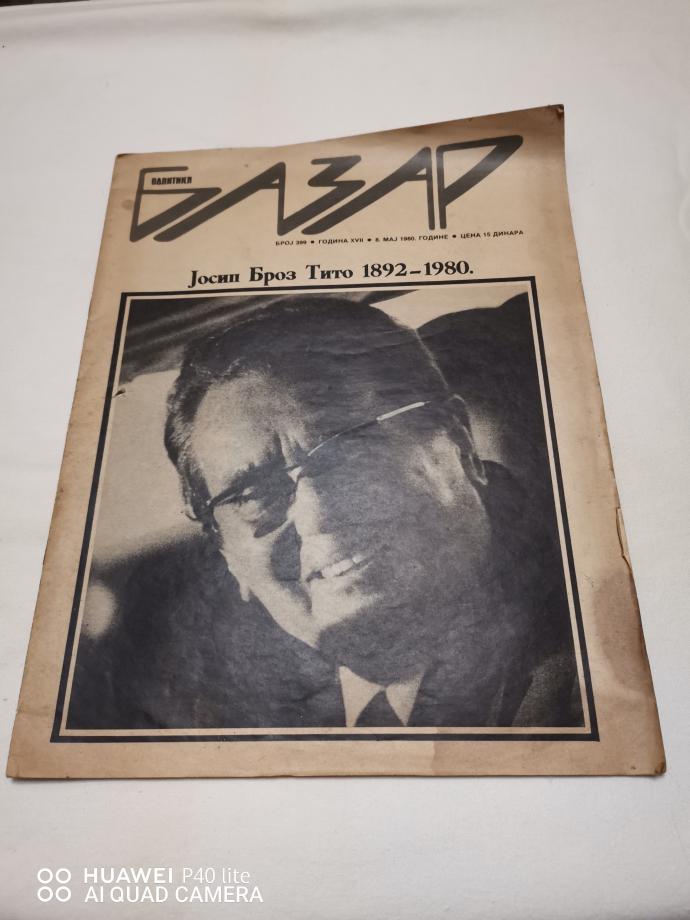 ПОЛИТИКА
БАЗАР
БРОЈ 399 • ГОДИНА XVII • 8. МАЈ 1980. ГОДИНЕ • ЦЕНА 15 ДИНАРА
Јосип Броз Тито 1892–1980.
HUAWEI P40 lite
AI QUAD CAMERA